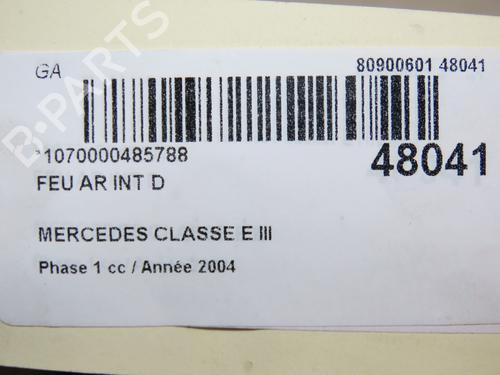 GA 80900601 48041
*1070000485788
48041
FEU AR INT D
MERCEDES CLASSE E III
Phase 1 cc / Année 2004
B-PARTS